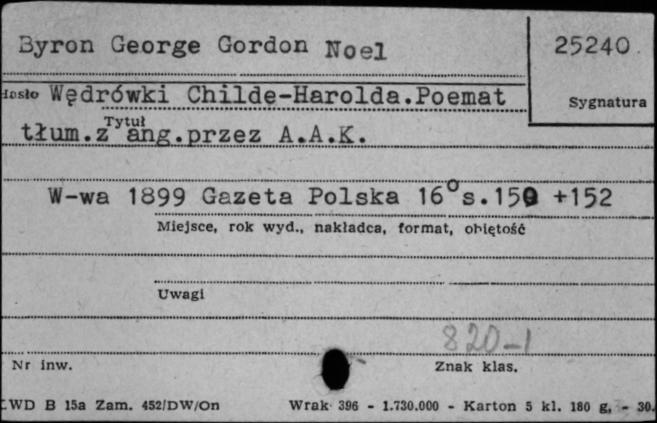 Byron George Gordon Noel
25240
Hasło Wędrówki Childe-Harolda.Poemat
Sygnatura
Tytuł
tłum.z ang.przez A.A.K.
W-wa 1899 Gazeta Polska 16° s.150 +152
Miejsce, rok wyd., nakładca, format, objętość
Uwagi
820-1
Nr inw.
Znak klas.
LWD B 15a Zam. 452/DW/On Wrak 396 - 1.730.000 - Karton 5 kl. 180 g. - 30.